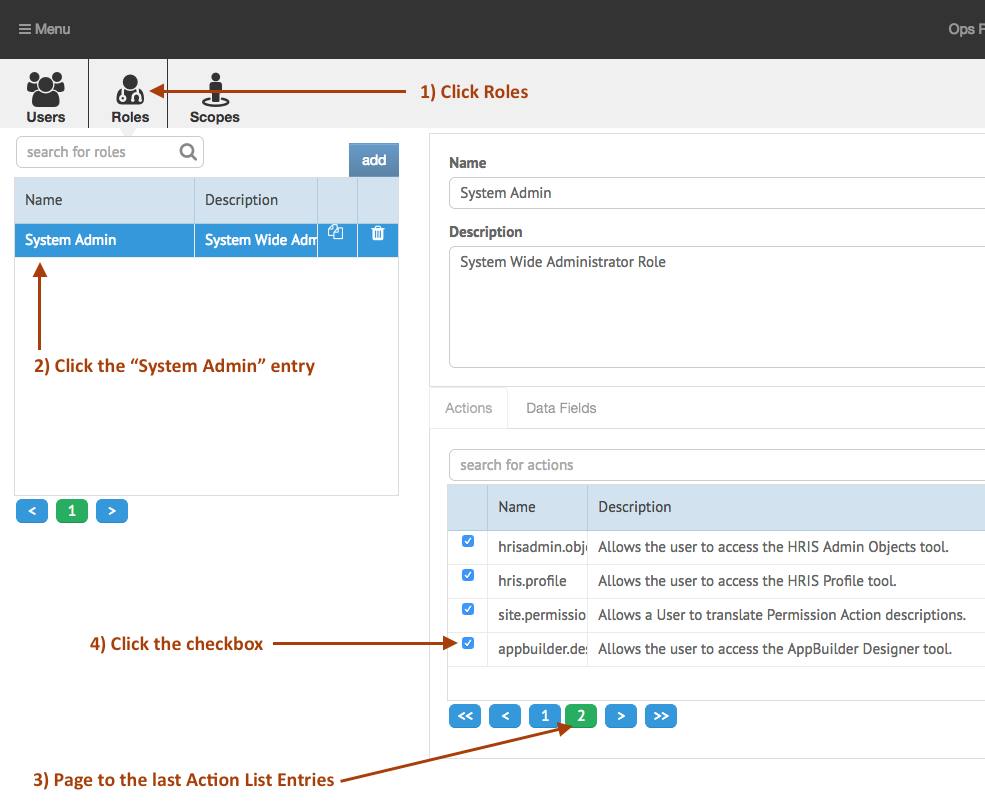 Menu
Ops P
Users
Roles
Scopes
1) Click Roles
search for roles
add
Name
Description
System Admin
System Wide Adm
2) Click the “System Admin” entry
< 1 >
Name
System Admin
Description
System Wide Administrator Role
Actions
Data Fields
search for actions
Name
Description
hrisadmin.obj
Allows the user to access the HRIS Admin Objects tool.
hris.profile
Allows the user to access the HRIS Profile tool.
site.permission
Allows a User to translate Permission Action descriptions.
4) Click the checkbox
appbuilder.des
Allows the user to access the AppBuilder Designer tool.
<< < 1 2 > >>
3) Page to the last Action List Entries